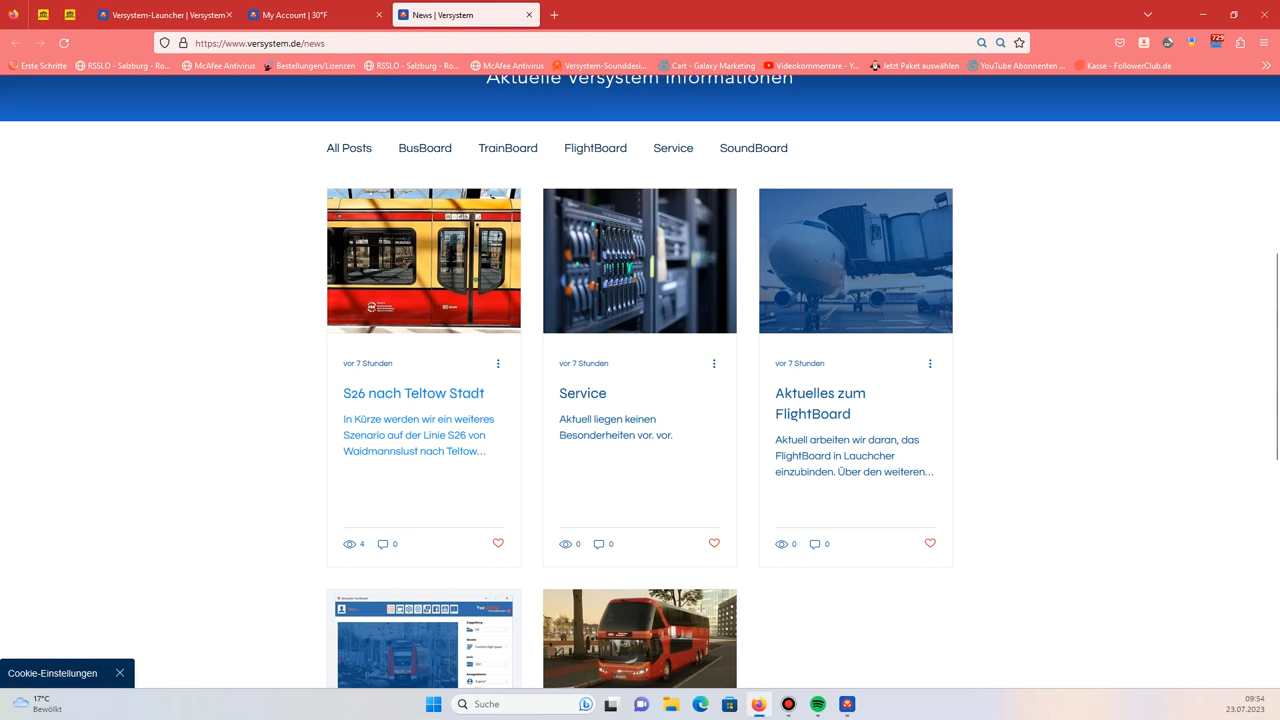 Versystem-Launcher | Versystem
My Account | 30°F
News | Versystem
https://www.versystem.de/news
Erste Schritte
RSSLO - Salzburg - Ro...
McAfee Antivirus
Bestellungen/Lizenzen
RSSLO - Salzburg - Ro...
McAfee Antivirus
Versystem-Sounddesi...
Cart - Galaxy Marketing
Videokommentare - Y...
Jetzt Paket auswählen
YouTube Abonnenten ...
Kasse - FollowerClub.de
729
Aktuelle Versystem Informationen
All Posts
BusBoard
TrainBoard
FlightBoard
Service
SoundBoard
vor 7 Stunden
S26 nach Teltow Stadt
In Kürze werden wir ein weiteres
Szenario auf der Linie S26 von
Waidmannslust nach Teltow...
4
0
vor 7 Stunden
Service
Aktuell liegen keinen
Besonderheiten vor. vor.
0
0
vor 7 Stunden
Aktuelles zum
FlightBoard
Aktuell arbeiten wir daran, das
FlightBoard in Lauchcher
einzubinden. Über den weiteren...
0
0
Cookie-Einstellungen
17°C
Bewölkt
Suche
09:54
23.07.2023